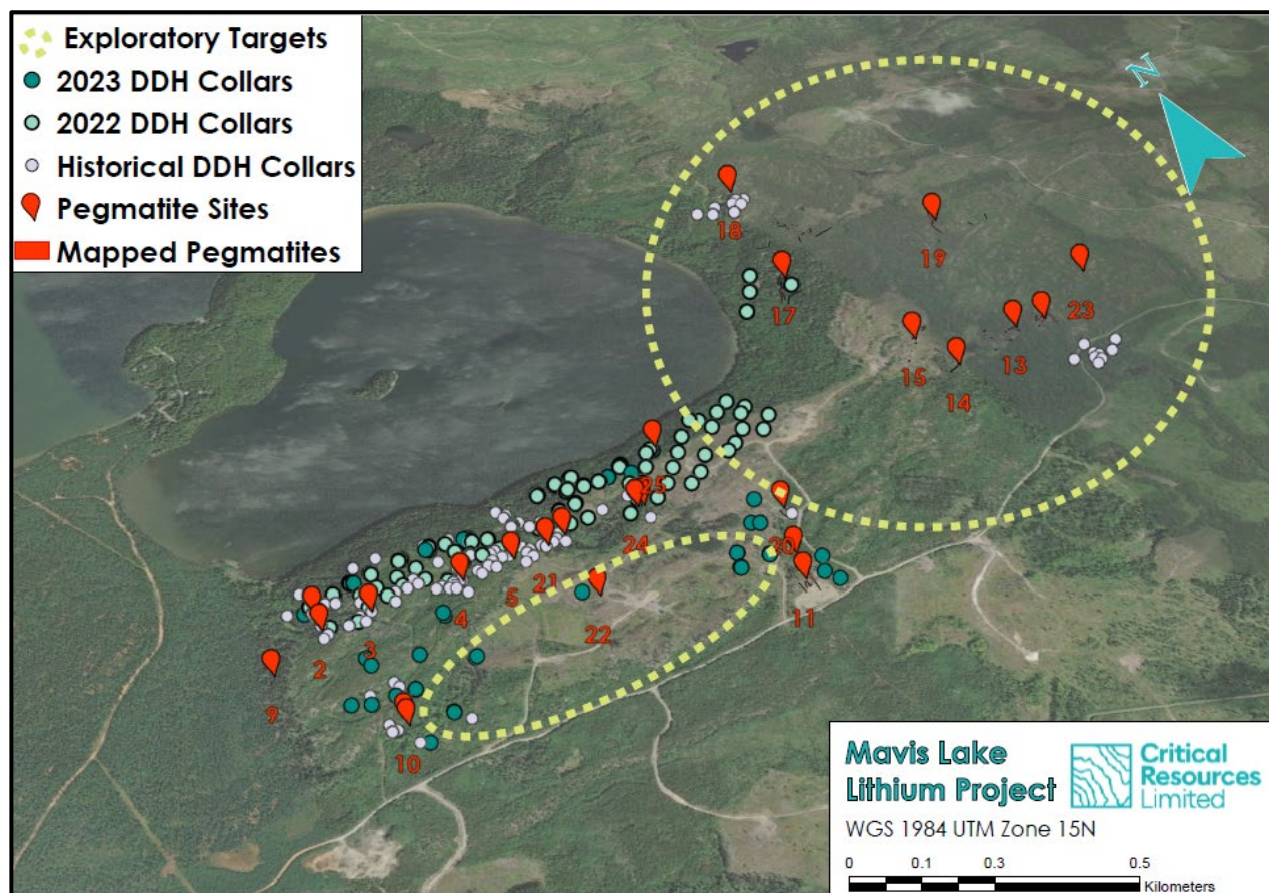 Exploratory Targets
2023 DDH Collars
2022 DDH Collars
Historical DDH Collars
Pegmatite Sites
Mapped Pegmatites
N
18
19
17
23
15
13
14
25
24
20
21
5
11
22
4
3
2
9
10
Mavis Lake
Lithium Project
Critical
Resources
Limited
WGS 1984 UTM Zone 15N
0 0.1 0.3 0.5
Kilometers